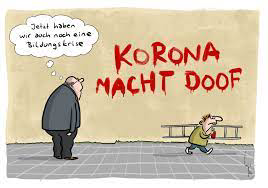 Jetzt haben
wir auch noch eine
Bildungskrise
KORONA
MACHT DOOF